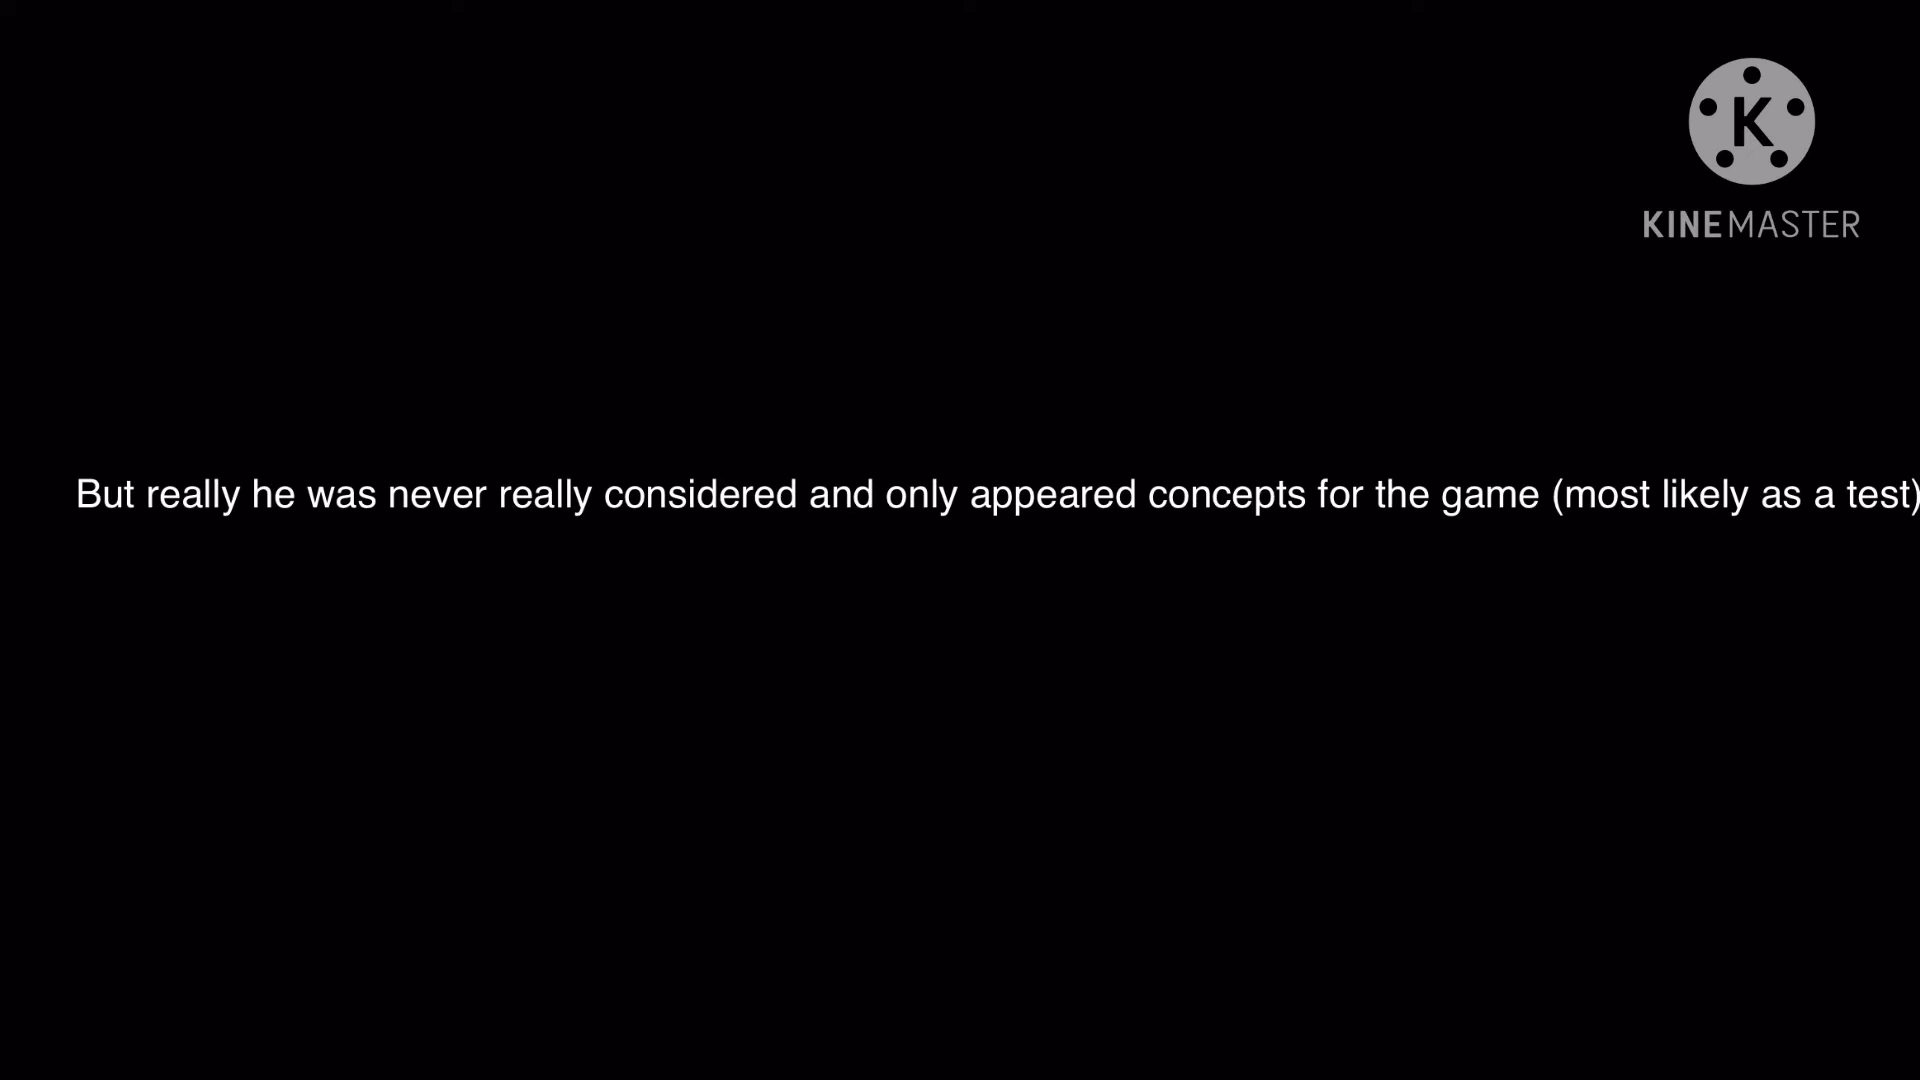 K
KINEMASTER
But really he was never really considered and only appeared concepts for the game (most likely as a test)